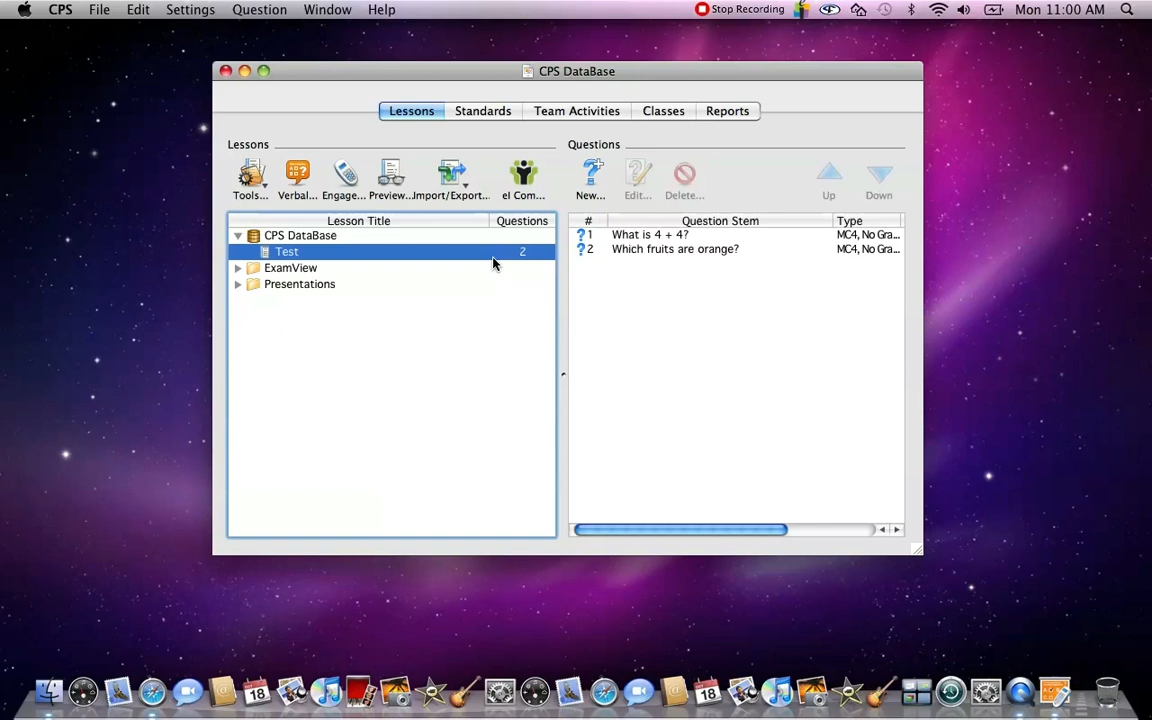 CPS File Edit Settings Question Window Help Stop Recording Mon 11:00 AM
CPS DataBase
Lessons Standards Team Activities Classes Reports
Lessons
Questions
Tools... Verbal... Engage... Preview... Import/Export... el Com...
New... Edit... Delete... Up Down
Lesson Title Questions
# Question Stem Type
CPS DataBase
1 What is 4 + 4? MC4, No Gra...
Test 2
2 Which fruits are orange? MC4, No Gra...
ExamView
Presentations
18 18